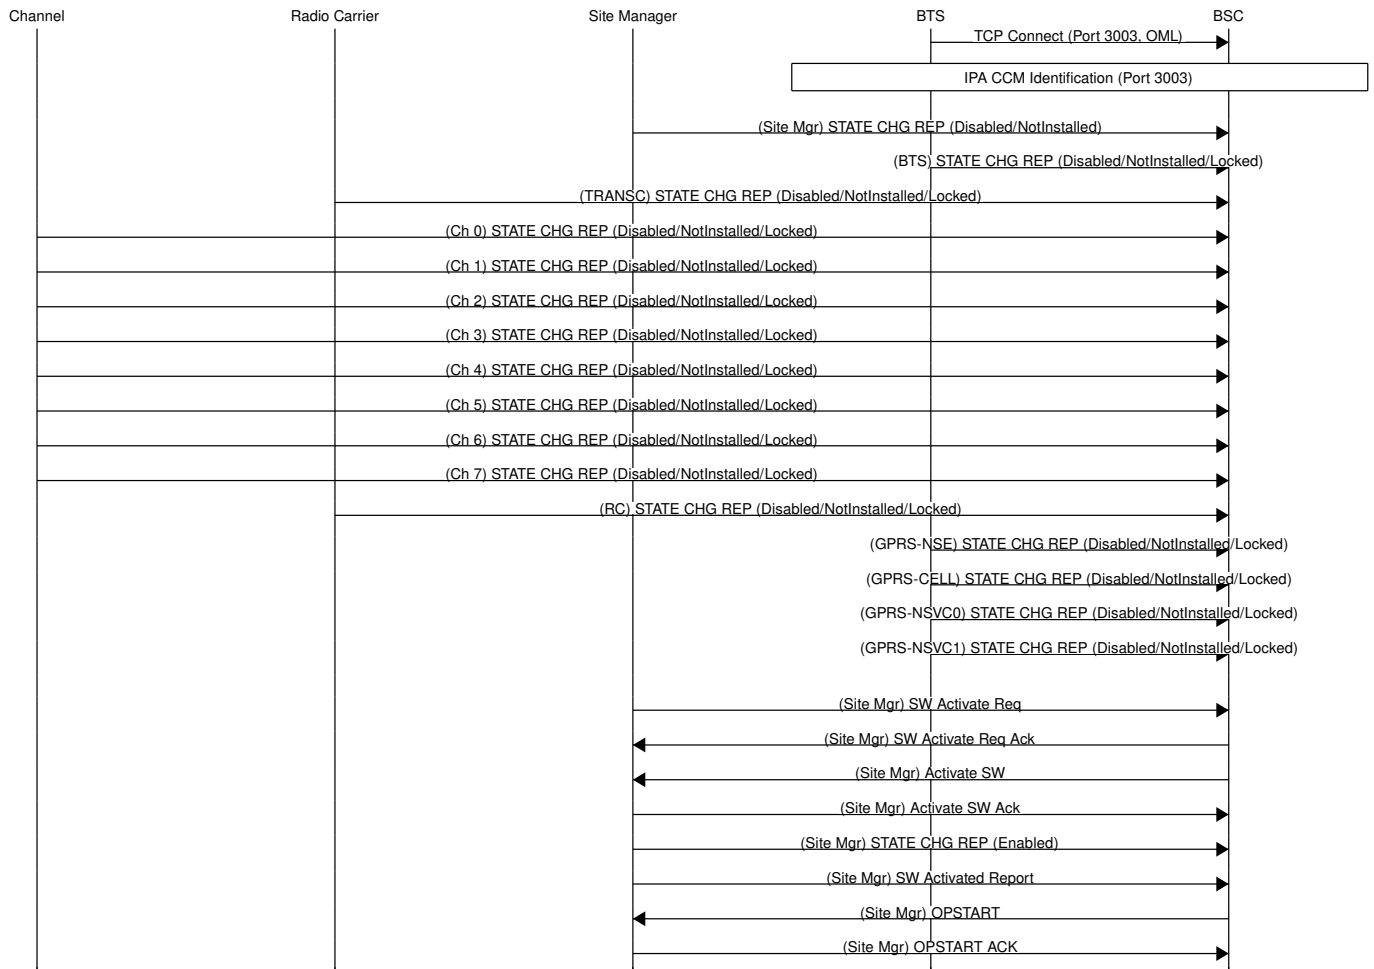 Channel Radio Carrier Site Manager BTS BSC
TCP Connect (Port 3003, OML)
IPA CCM Identification (Port 3003)
(Site Mgr) STATE CHG REP (Disabled/NotInstalled)
(BTS) STATE CHG REP (Disabled/NotInstalled/Locked)
(TRANSC) STATE CHG REP (Disabled/NotInstalled/Locked)
(Ch 0) STATE CHG REP (Disabled/NotInstalled/Locked)
(Ch 1) STATE CHG REP (Disabled/NotInstalled/Locked)
(Ch 2) STATE CHG REP (Disabled/NotInstalled/Locked)
(Ch 3) STATE CHG REP (Disabled/NotInstalled/Locked)
(Ch 4) STATE CHG REP (Disabled/NotInstalled/Locked)
(Ch 5) STATE CHG REP (Disabled/NotInstalled/Locked)
(Ch 6) STATE CHG REP (Disabled/NotInstalled/Locked)
(Ch 7) STATE CHG REP (Disabled/NotInstalled/Locked)
(RC) STATE CHG REP (Disabled/NotInstalled/Locked)
(GPRS-NSE) STATE CHG REP (Disabled/NotInstalled/Locked)
(GPRS-CELL) STATE CHG REP (Disabled/NotInstalled/Locked)
(GPRS-NSVC0) STATE CHG REP (Disabled/NotInstalled/Locked)
(GPRS-NSVC1) STATE CHG REP (Disabled/NotInstalled/Locked)
(Site Mgr) SW Activate Req
(Site Mgr) SW Activate Req Ack
(Site Mgr) Activate SW
(Site Mgr) Activate SW Ack
(Site Mgr) STATE CHG REP (Enabled)
(Site Mgr) SW Activated Report
(Site Mgr) OPSTART
(Site Mgr) OPSTART ACK